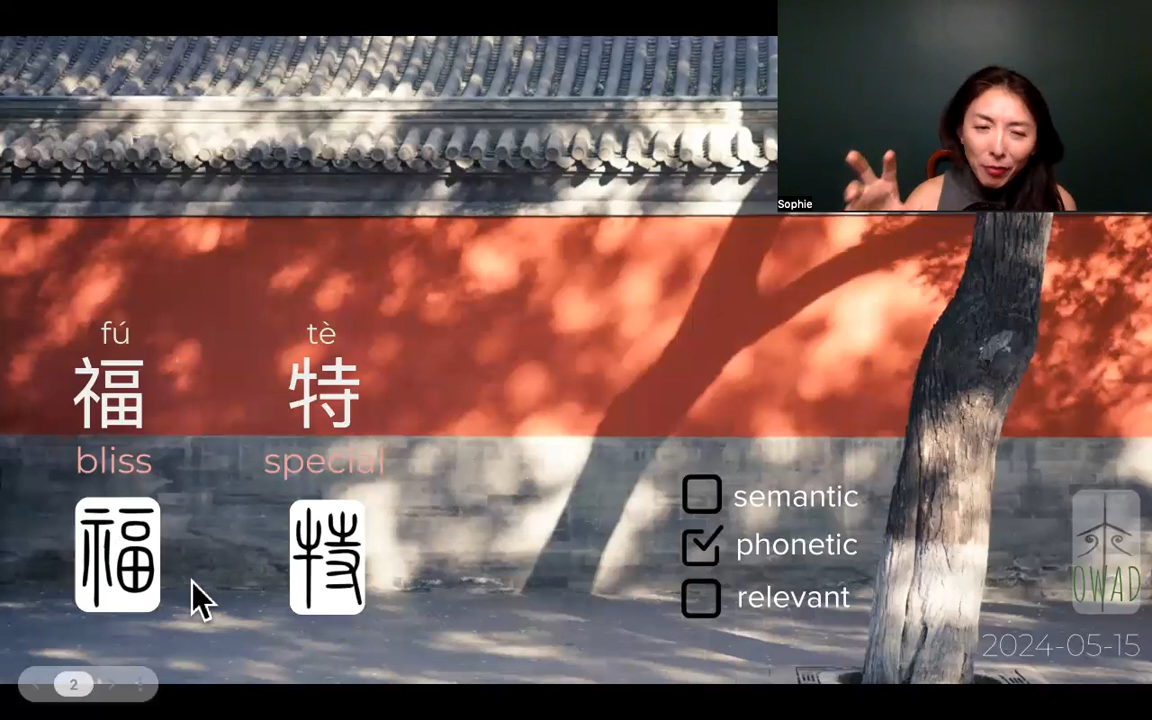 Sophie
fú tè
福 特
bliss special
福 特
semantic
phonetic
relevant
OWAD
2024-05-15
2